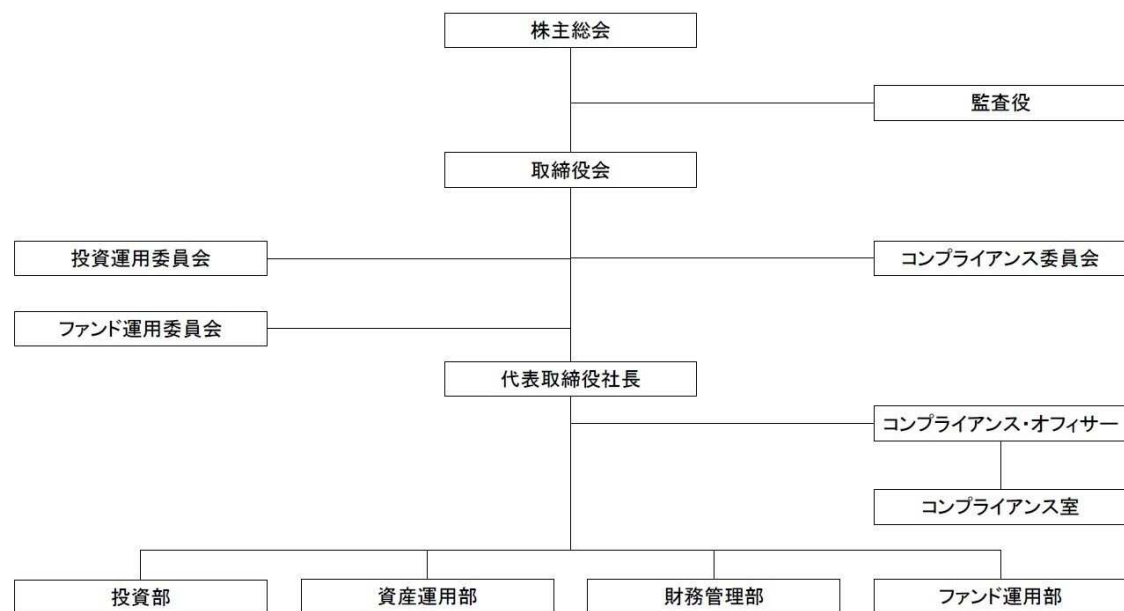 株主総会
監査役
取締役会
投資運用委員会
コンプライアンス委員会
ファンド運用委員会
代表取締役社長
コンプライアンス・オフィサー
コンプライアンス室
投資部
資産運用部
財務管理部
ファンド運用部